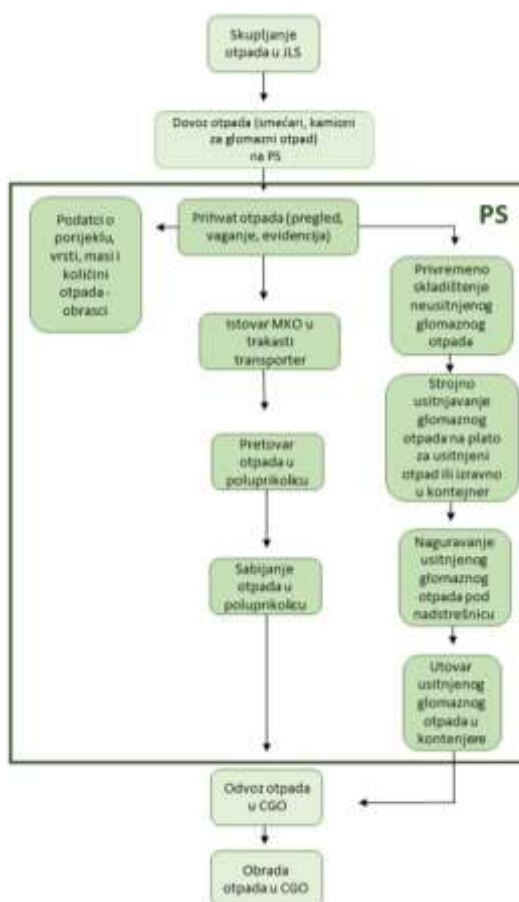 Skupljanje
otpada u JLS
Dovoz otpada (smećari, kamioni
za glomazni otpad)
na PS
PS
Podatci o
porijeklu,
vrsti, masi i
količini
otpada -
obrasci
Prihvat otpada (pregled,
vaganje, evidencija)
Privremeno
skladištenje
neusitnjenog
glomaznog
otpada
Istovar MKO u
trakasti
transporter
Strojno
usitnjavanje
glomaznog
otpada na plato
za usitnjeni
otpad ili izravno
u kontejner
Pretovar
otpada u
poluprikolicu
Naguravanje
usitnjenog
glomaznog
otpada pod
nadstrešnicu
Sabijanje
otpada u
poluprikolicu
Utovar
usitnjenog
glomaznog
otpada u
kontenjere
Odvoz otpada
u CGO
Obrada
otpada u CGO